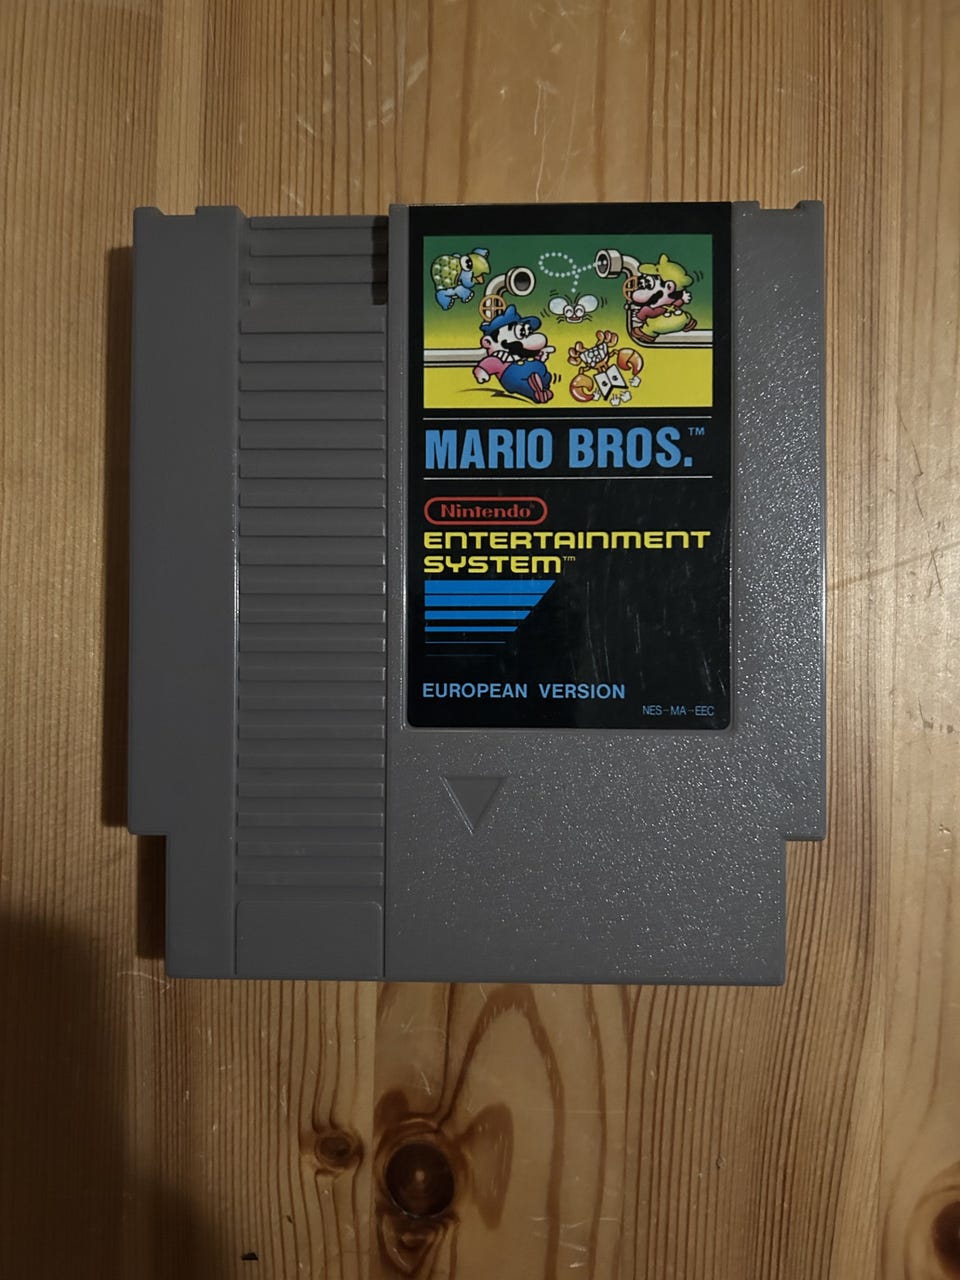 MARIO BROS.™
Nintendo®
ENTERTAINMENT
SYSTEM™
EUROPEAN VERSION
NES-MA-EEC